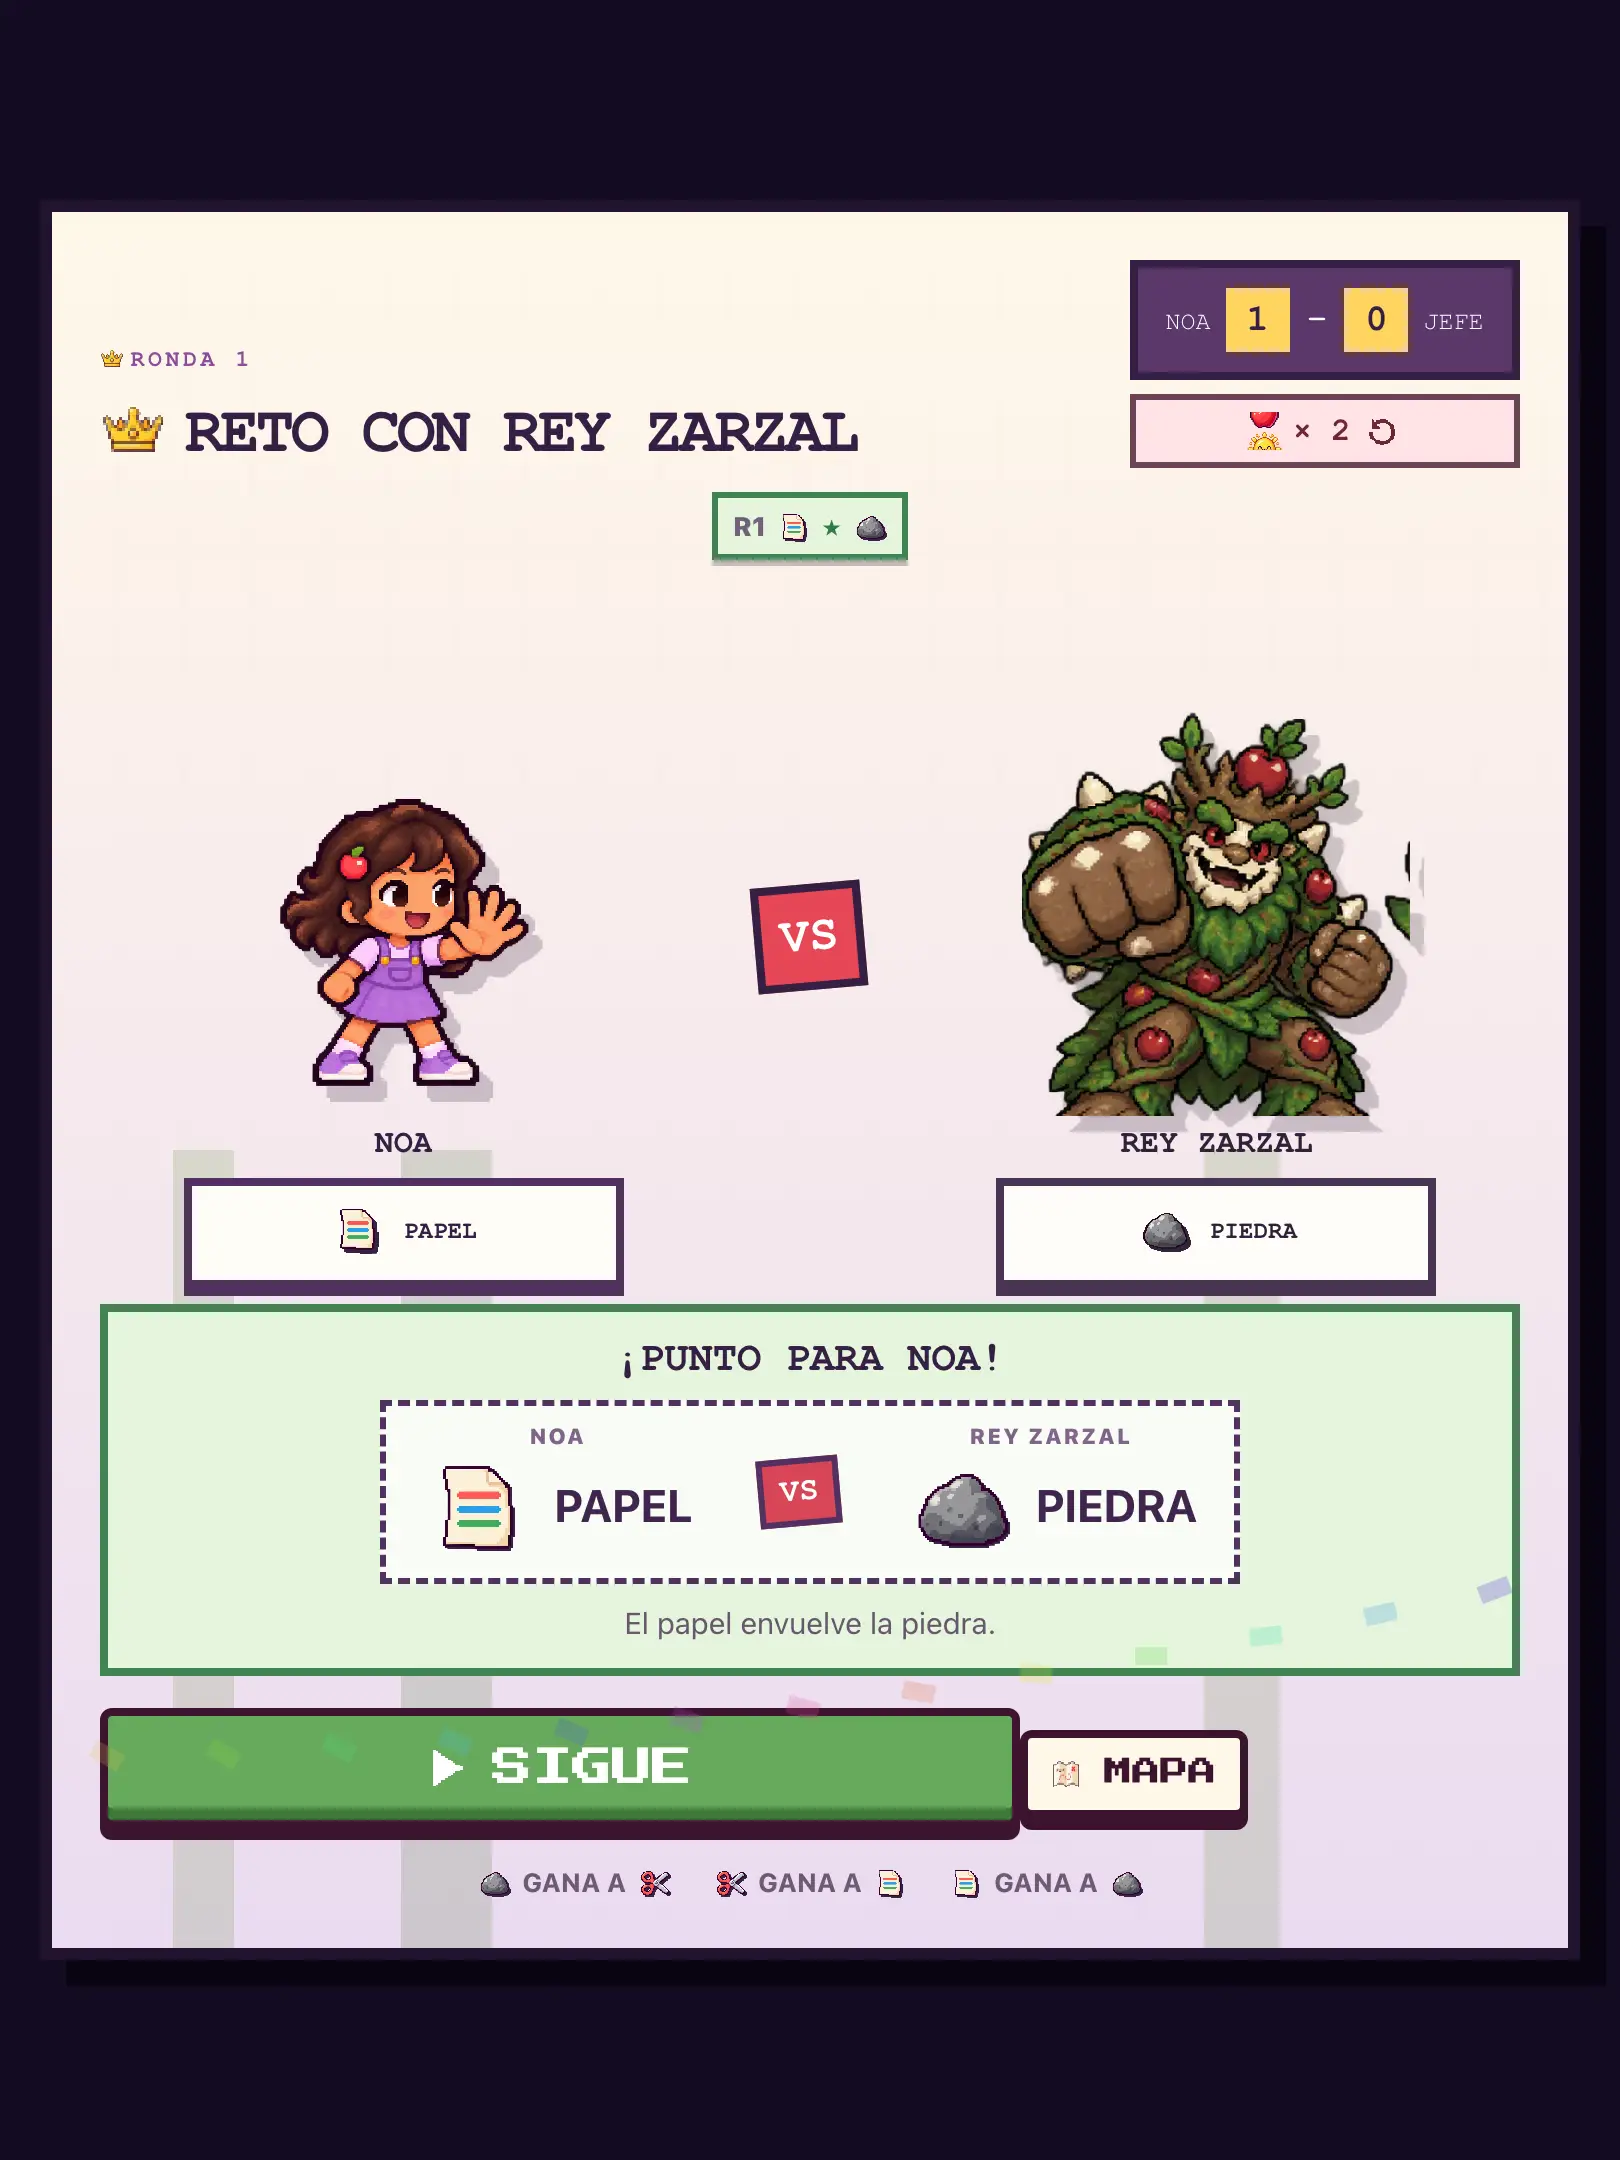 NOA 1 – 0 JEFE
RONDA 1
RETO CON REY ZARZAL
× 2
R1
VS
NOA
REY ZARZAL
PAPEL
PIEDRA
¡PUNTO PARA NOA!
NOA
REY ZARZAL
PAPEL
VS
PIEDRA
El papel envuelve la piedra.
SIGUE
MAPA
GANA A
GANA A
GANA A